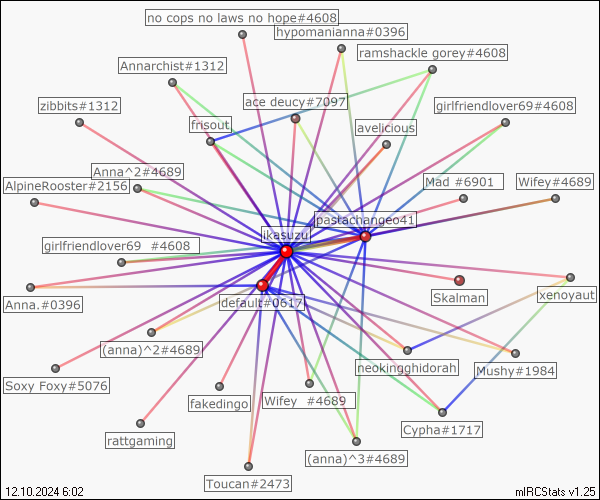 no cops no laws no hope#4608
hypomanianna#0396
ramshackle gorey#4608
Annarchist#1312
zibbits#1312
ace deucy#7097
girlfriendlover69#4608
frisout
avelicious
Anna^2#4689
AlpineRooster#2156
Mad #6901
Wifey#4689
pastachangeo41
ikasuzu
girlfriendlover69 #4608
Anna.#0396
default#0617
Skalman
xenoyaut
(anna)^2#4689
neokingghidorah
Mushy#1984
Soxy Foxy#5076
fakedingo
Wifey #4689
Cypha#1717
rattgaming
(anna)^3#4689
Toucan#2473
12.10.2024 6:02
mIRCStats v1.25